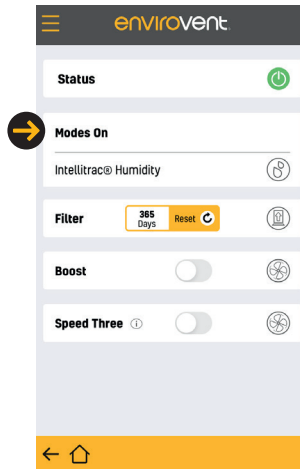 envirovent
Status
Modes On
Intellitrac® Humidity
Filter
365
Days
Reset
Boost
Speed Three